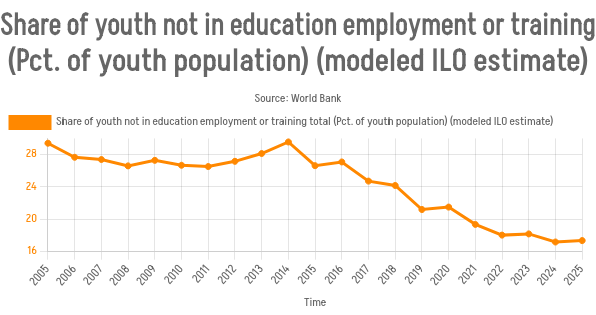 Share of youth not in education employment or training
(Pct. of youth population) (modeled ILO estimate)
Source: World Bank
Share of youth not in education employment or training total (Pct. of youth population) (modeled ILO estimate)
28
24
20
16
2005 2006 2007 2008 2009 2010 2011 2012 2013 2014 2015 2016 2017 2018 2019 2020 2021 2022 2023 2024 2025
Time